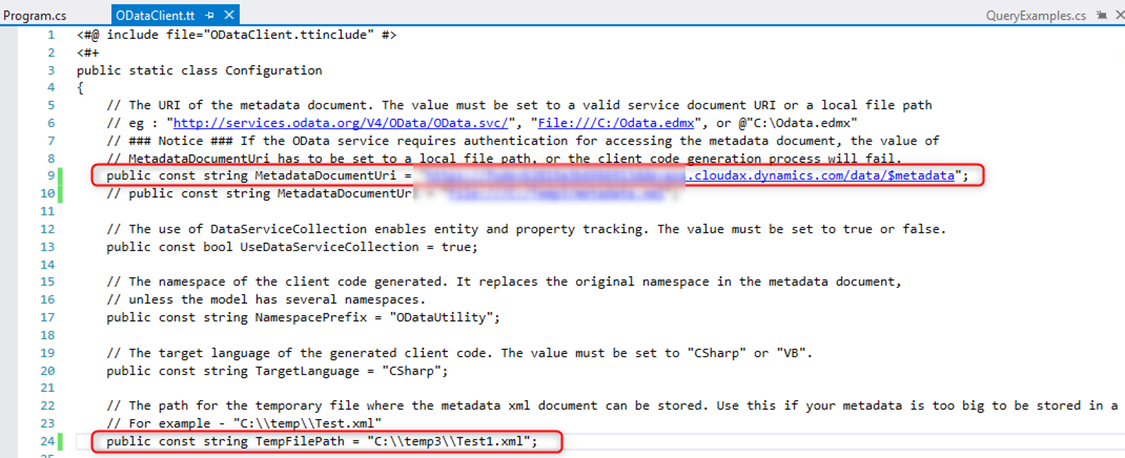 Program.cs
ODataClient.tt
QueryExamples.cs
1 <#@ include file="ODataClient.ttinclude" #>
2 <#+
3 public static class Configuration
4 {
5 // The URI of the metadata document. The value must be set to a valid service document URI or a local file path
6 // eg : "http://services.odata.org/V4/OData/OData.svc/", "File:///C:/Odata.edmx", or @"C:\Odata.edmx"
7 // ### Notice ### If the OData service requires authentication for accessing the metadata document, the value of
8 // MetadataDocumentUri has to be set to a local file path, or the client code generation process will fail.
9 public const string MetadataDocumentUri = .cloudax.dynamics.com/data/$metadata";
10 // public const string MetadataDocumentUr
11
12 // The use of DataServiceCollection enables entity and property tracking. The value must be set to true or false.
13 public const bool UseDataServiceCollection = true;
14
15 // The namespace of the client code generated. It replaces the original namespace in the metadata document,
16 // unless the model has several namespaces.
17 public const string NamespacePrefix = "ODataUtility";
18
19 // The target language of the generated client code. The value must be set to "CSharp" or "VB".
20 public const string TargetLanguage = "CSharp";
21
22 // The path for the temporary file where the metadata xml document can be stored. Use this if your metadata is too big to be stored in a
23 // For example - "C:\\temp\\Test.xml"
24 public const string TempFilePath = "C:\\temp3\\Test1.xml";